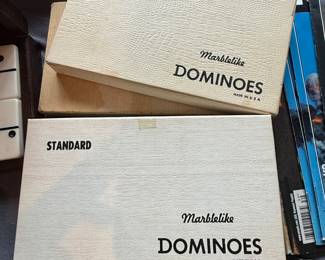 Marblelike
DOMINOES
MADE IN U.S.A.
STANDARD
Marblelike
DOMINOES